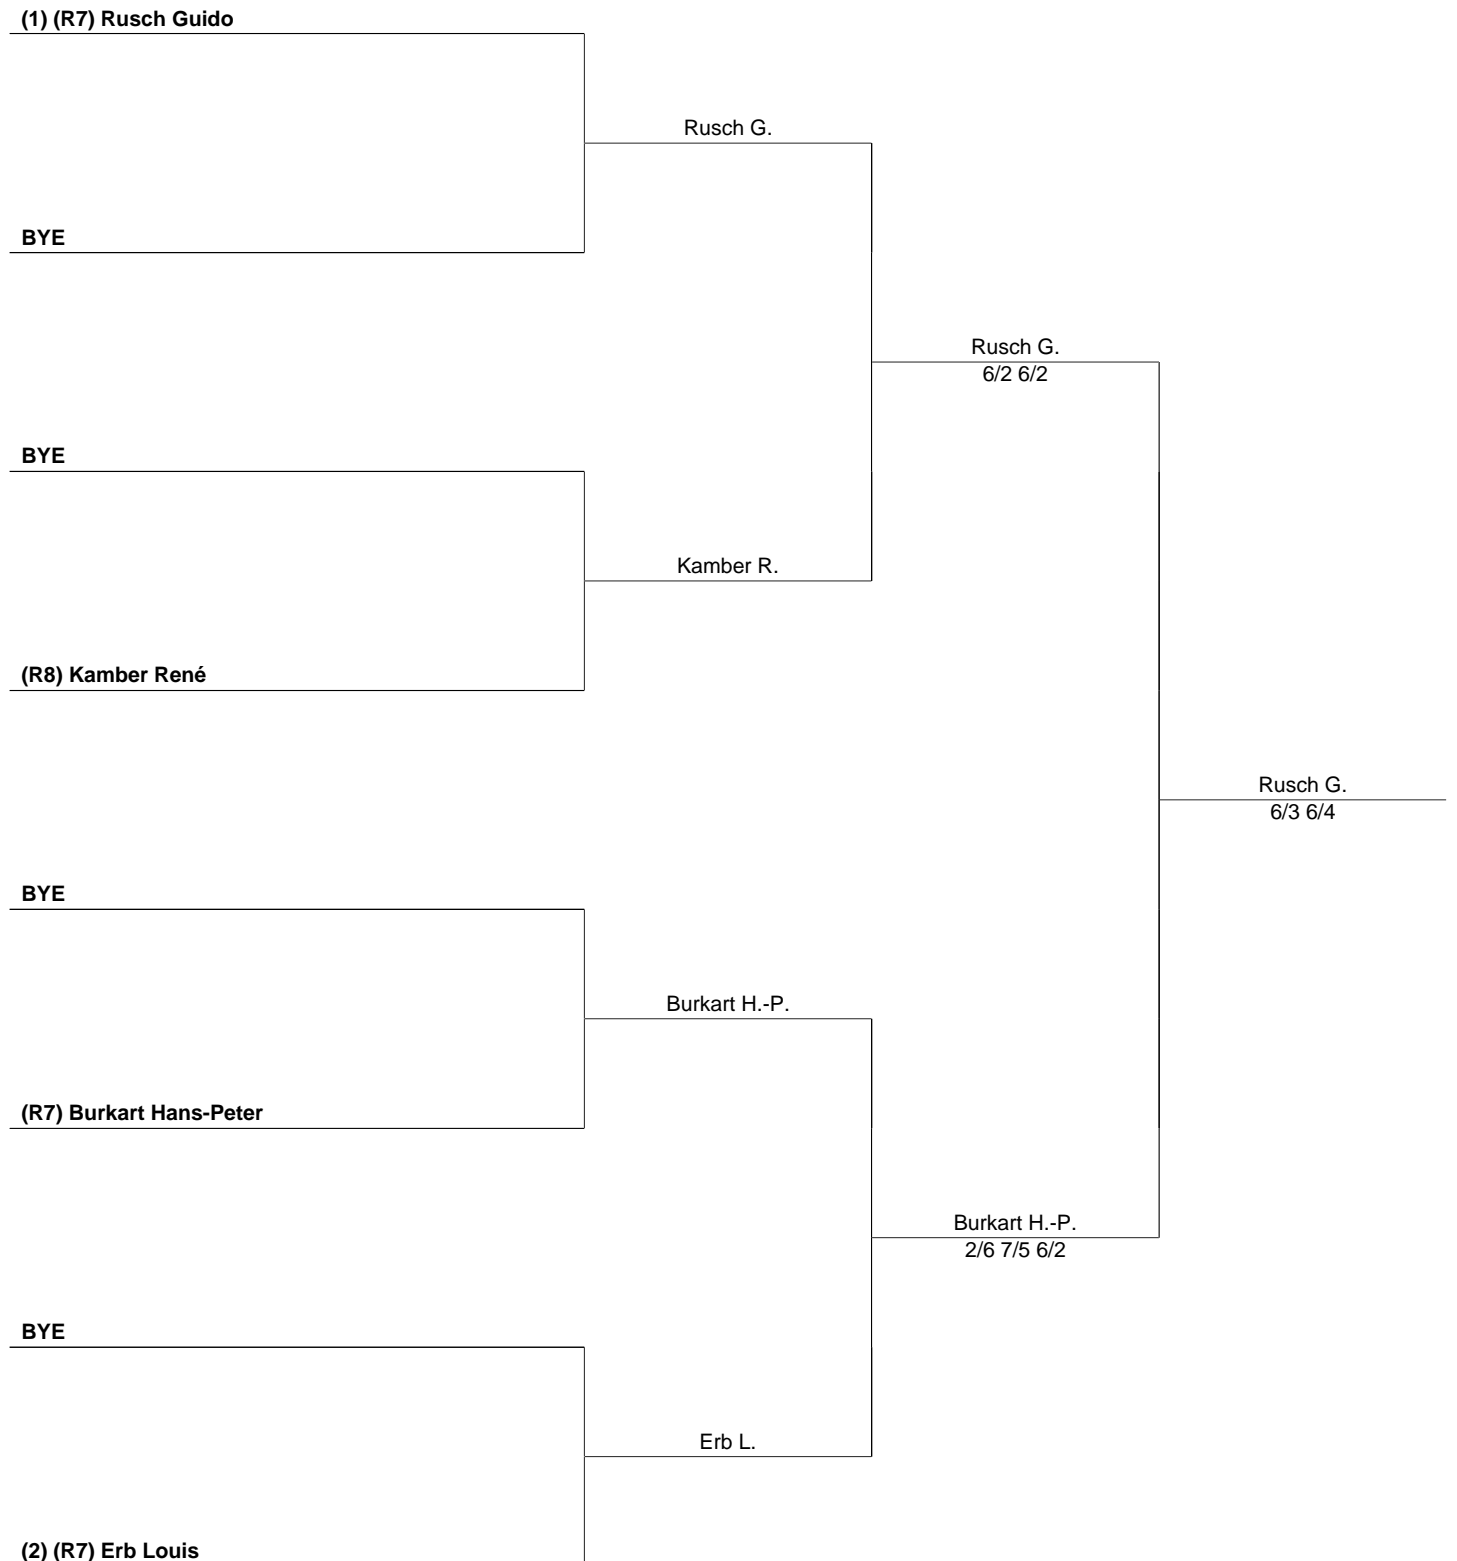 (1) (R7) Rusch Guido
Rusch G.
BYE
Rusch G.
6/2 6/2
BYE
Kamber R.
(R8) Kamber René
Rusch G.
6/3 6/4
BYE
Burkart H.-P.
(R7) Burkart Hans-Peter
Burkart H.-P.
2/6 7/5 6/2
BYE
Erb L.
(2) (R7) Erb Louis